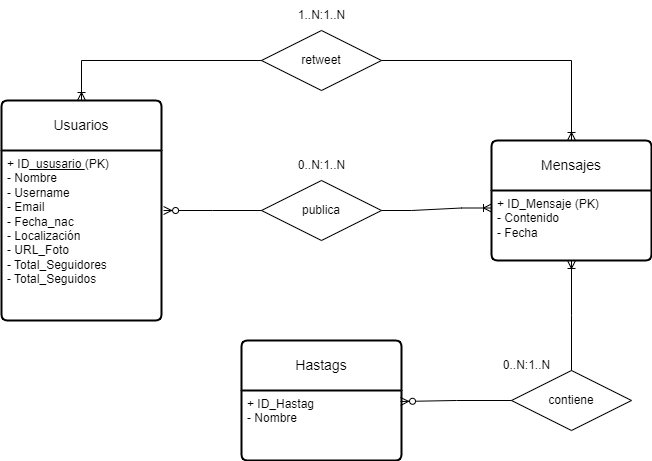 1..N:1..N
retweet
Usuarios
+ ID_ususario (PK)
- Nombre
- Username
- Email
- Fecha_nac
- Localización
- URL_Foto
- Total_Seguidores
- Total_Seguidos
0..N:1..N
publica
Mensajes
+ ID_Mensaje (PK)
- Contenido
- Fecha
Hastags
+ ID_Hastag
- Nombre
0..N:1..N
contiene